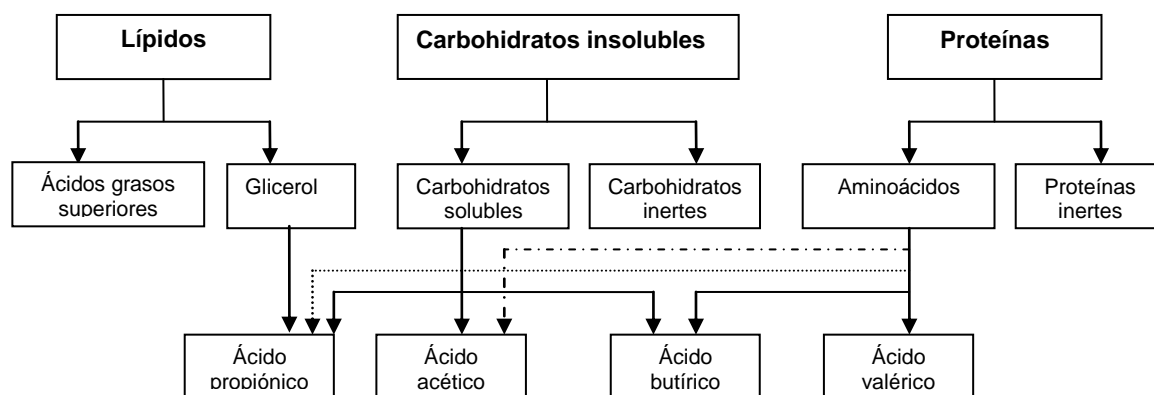 Lípidos
Carbohidratos insolubles
Proteínas
Ácidos grasos
superiores
Glicerol
Carbohidratos
solubles
Carbohidratos
inertes
Aminoácidos
Proteínas
inertes
Ácido
propiónico
Ácido
acético
Ácido
butírico
Ácido
valérico